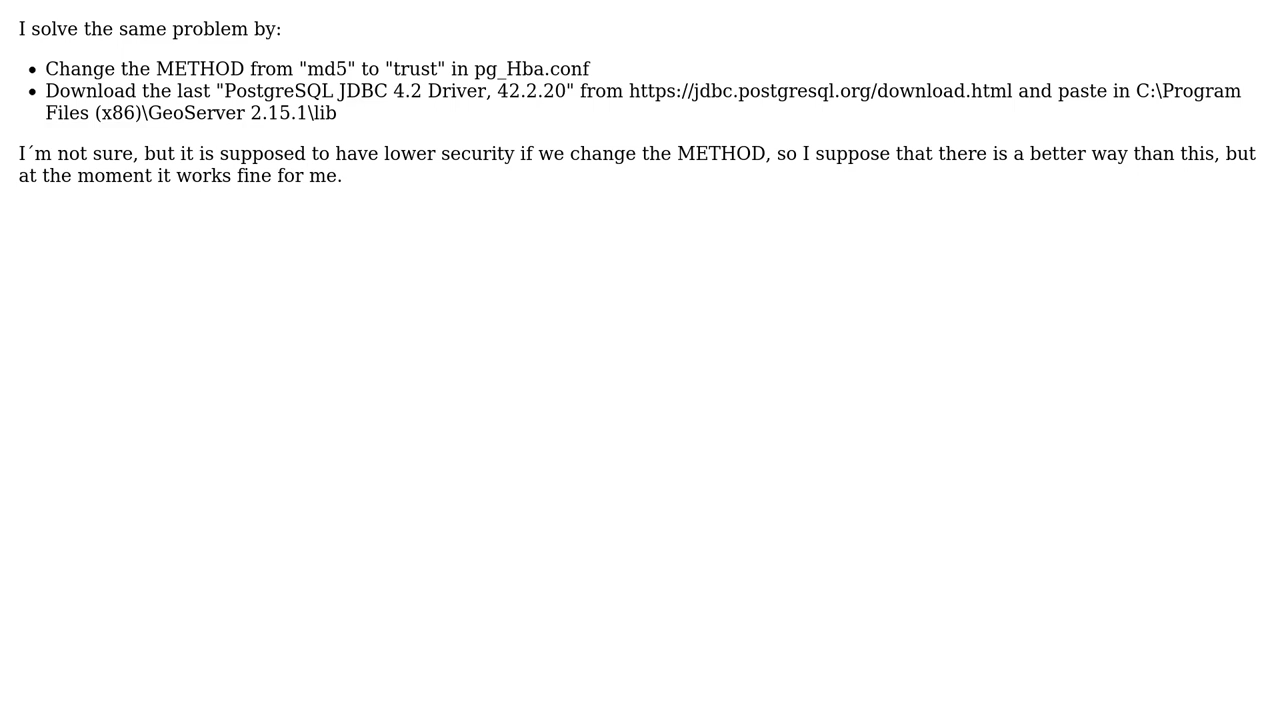 I solve the same problem by:
• Change the METHOD from "md5" to "trust" in pg_Hba.conf
• Download the last "PostgreSQL JDBC 4.2 Driver, 42.2.20" from https://jdbc.postgresql.org/download.html and paste in C:\Program
Files (x86)\GeoServer 2.15.1\lib
I´m not sure, but it is supposed to have lower security if we change the METHOD, so I suppose that there is a better way than this, but
at the moment it works fine for me.